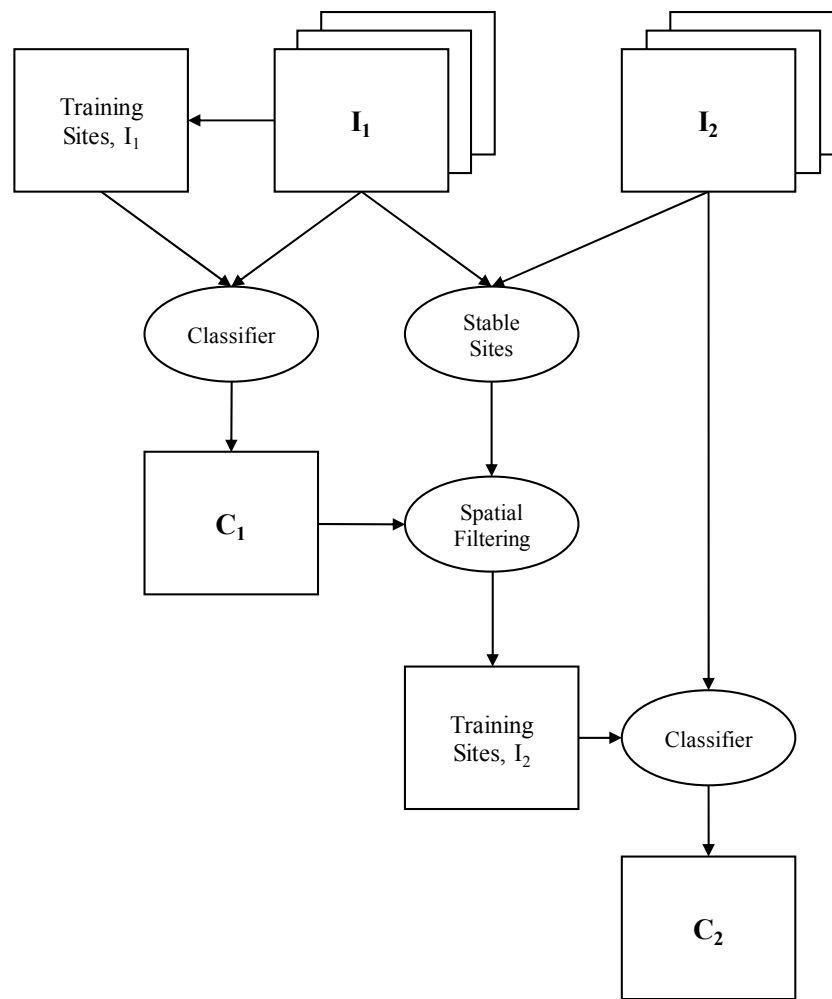 Training
Sites, I₁
I₁
I₂
Classifier
Stable
Sites
C₁
Spatial
Filtering
Training
Sites, I₂
Classifier
C₂